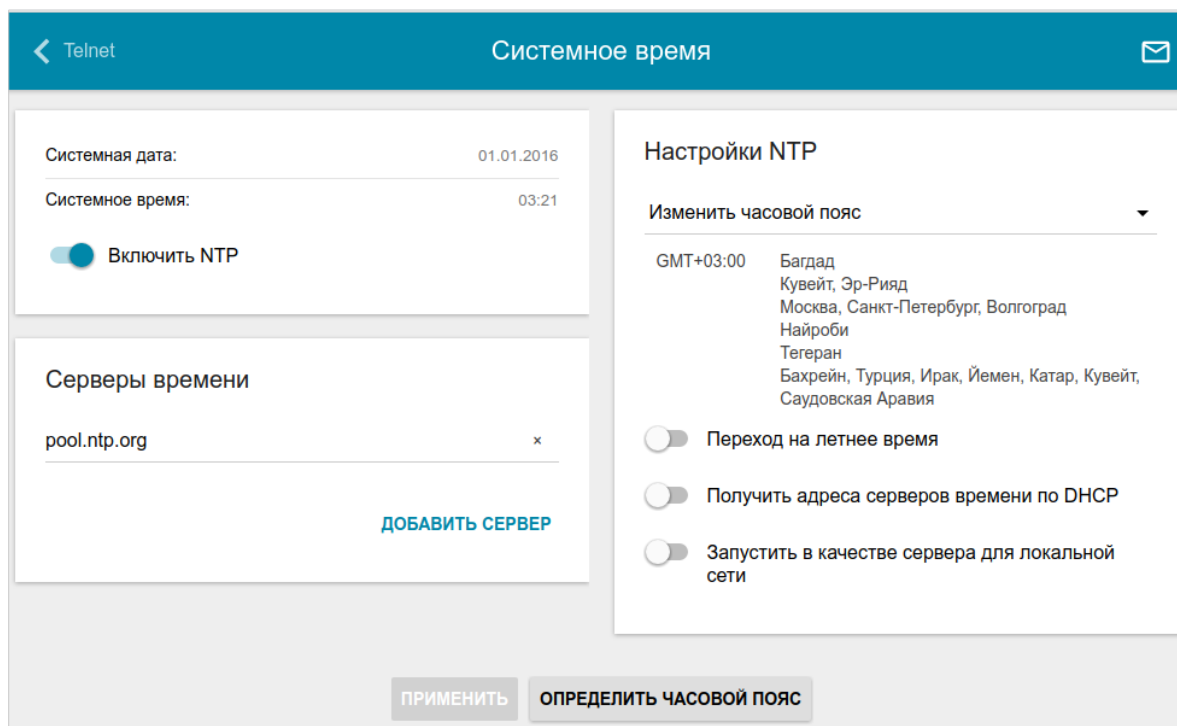 Telnet
Системное время
Системная дата: 01.01.2016
Системное время: 03:21
Включить NTP
Серверы времени
pool.ntp.org ×
ДОБАВИТЬ СЕРВЕР
Настройки NTP
Изменить часовой пояс
GMT+03:00 Багдад
Кувейт, Эр-Рияд
Москва, Санкт-Петербург, Волгоград
Найроби
Тегеран
Бахрейн, Турция, Ирак, Йемен, Катар, Кувейт,
Саудовская Аравия
Переход на летнее время
Получить адреса серверов времени по DHCP
Запустить в качестве сервера для локальной
сети
ПРИМЕНИТЬ
ОПРЕДЕЛИТЬ ЧАСОВОЙ ПОЯС